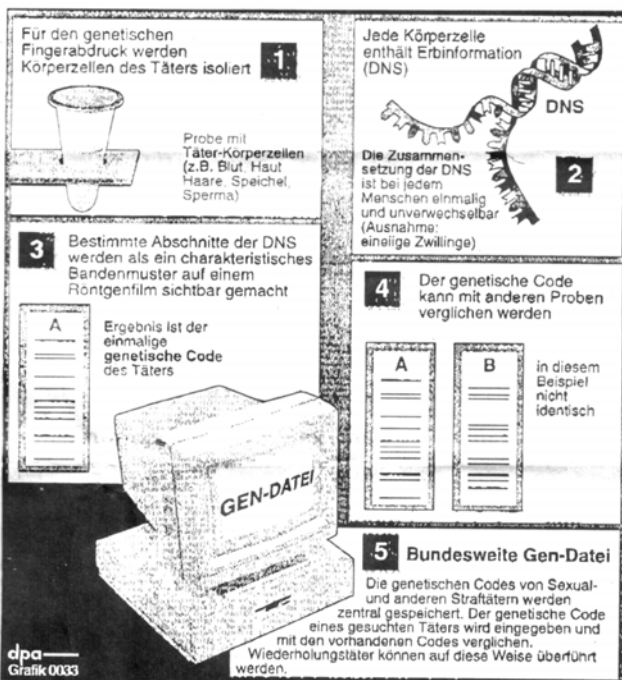 Für den genetischen
Fingerabdruck werden
Körperzellen des Täters isoliert
1
Probe mit
Täter-Körperzellen
(z.B. Blut, Haut
Haare, Speichel,
Sperma)
Jede Körperzelle
enthält Erbinformation
(DNS)
DNS
Die Zusammen-
setzung der DNS
ist bei jedem
Menschen einmalig
und unverwechselbar
(Ausnahme:
eineiige Zwillinge)
2
3
Bestimmte Abschnitte der DNS
werden als ein charakteristisches
Bandenmuster auf einem
Röntgenfilm sichtbar gemacht
A
Ergebnis ist der
einmalige
genetische Code
des Täters
4
Der genetische Code
kann mit anderen Proben
verglichen werden
A
B
in diesem
Beispiel
nicht
identisch
GEN-DATEI
5 Bundesweite Gen-Datei
Die genetischen Codes von Sexual-
und anderen Straftätern werden
zentral gespeichert. Der genetische Code
eines gesuchten Täters wird eingegeben und
mit den vorhandenen Codes verglichen.
Wiederholungstäter können auf diese Weise überführt
werden.
dpa
Grafik 0033